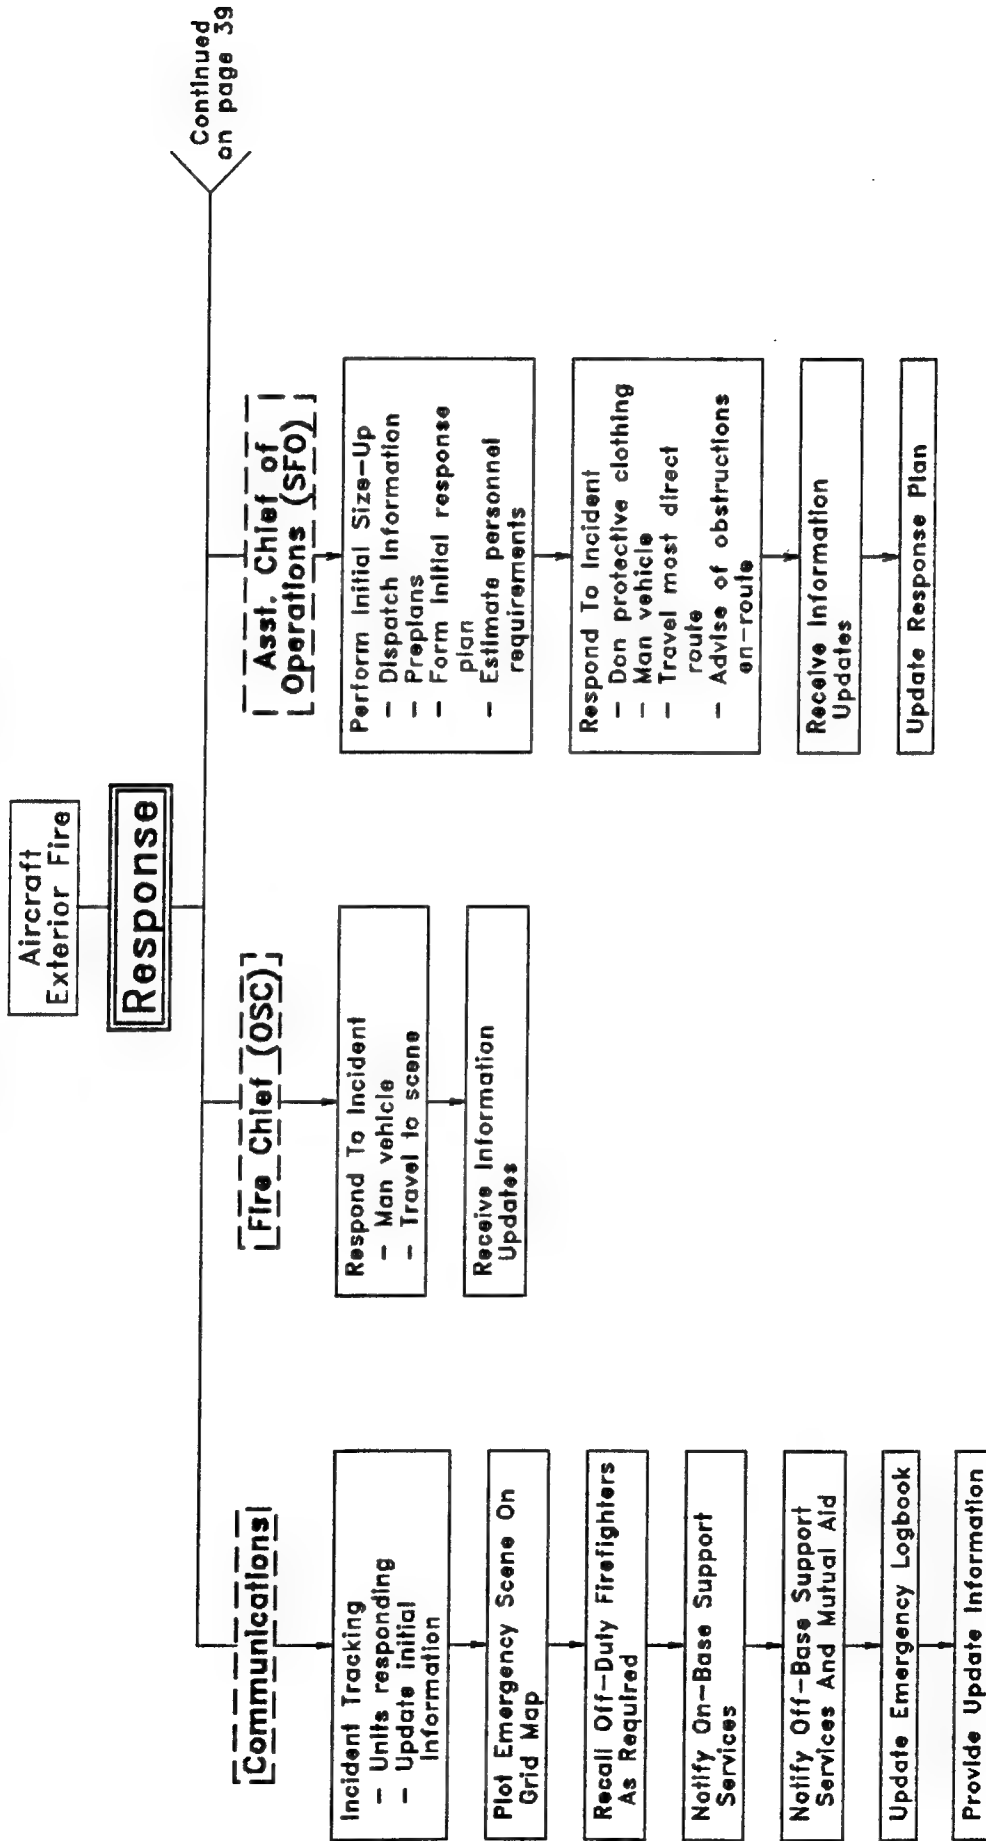 Aircraft
Exterior Fire
Response
Continued
on page 39
Communications
Incident Tracking
- Units responding
- Update initial
Information
Plot Emergency Scene On
Grid Map
Recall Off-Duty Firefighters
As Required
Notify On-Base Support
Services
Notify Off-Base Support
Services And Mutual Aid
Update Emergency Logbook
Provide Update Information
Fire Chief (OSC)
Respond To Incident
- Man vehicle
- Travel to scene
Receive Information
Updates
Asst. Chief of
Operations (SFO)
Perform Initial Size-Up
- Dispatch Information
- Preplans
- Form initial response
plan
- Estimate personnel
requirements
Respond To Incident
- Don protective clothing
- Man vehicle
- Travel most direct
route
- Advise of obstructions
en-route
Receive Information
Updates
Update Response Plan